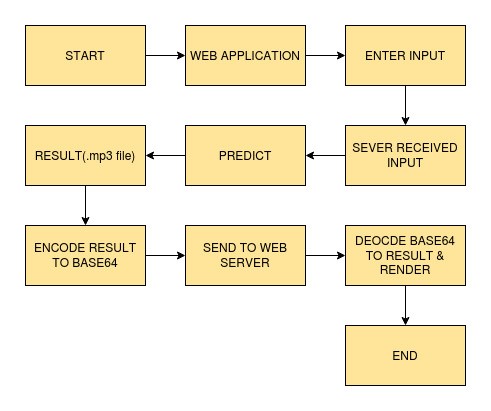 START
WEB APPLICATION
ENTER INPUT
SEVER RECEIVED
INPUT
PREDICT
RESULT(.mp3 file)
ENCODE RESULT
TO BASE64
SEND TO WEB
SERVER
DEOCDE BASE64
TO RESULT &
RENDER
END